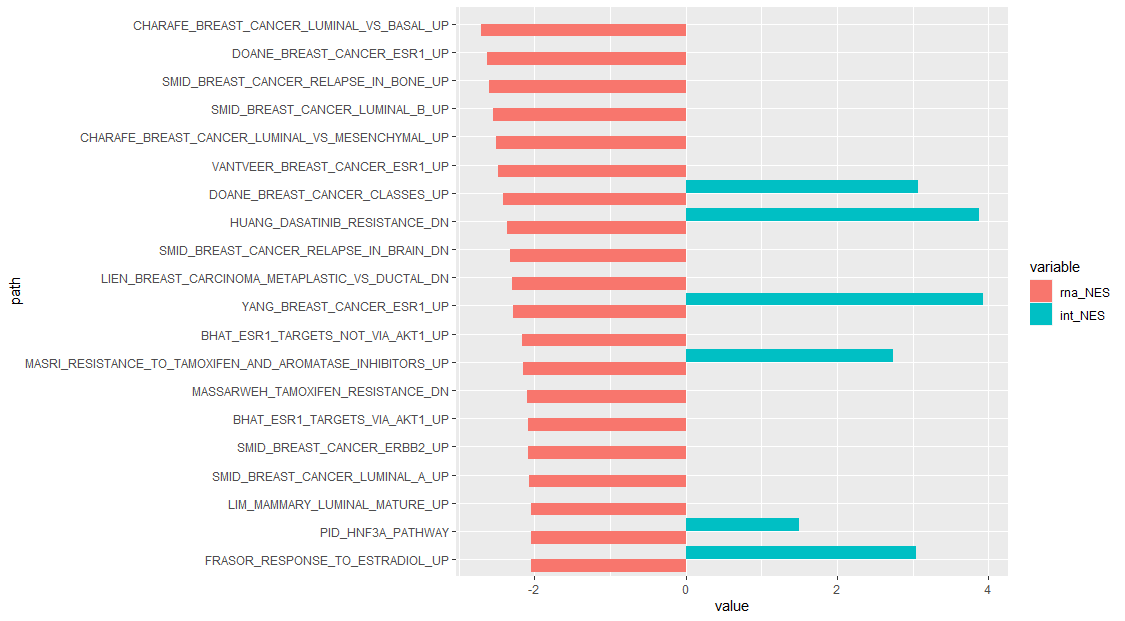 CHARAFE_BREAST_CANCER_LUMINAL_VS_BASAL_UP
DOANE_BREAST_CANCER_ESR1_UP
SMID_BREAST_CANCER_RELAPSE_IN_BONE_UP
SMID_BREAST_CANCER_LUMINAL_B_UP
CHARAFE_BREAST_CANCER_LUMINAL_VS_MESENCHYMAL_UP
VANTVEER_BREAST_CANCER_ESR1_UP
DOANE_BREAST_CANCER_CLASSES_UP
HUANG_DASATINIB_RESISTANCE_DN
SMID_BREAST_CANCER_RELAPSE_IN_BRAIN_DN
LIEN_BREAST_CARCINOMA_METAPLASTIC_VS_DUCTAL_DN
YANG_BREAST_CANCER_ESR1_UP
BHAT_ESR1_TARGETS_NOT_VIA_AKT1_UP
MASRI_RESISTANCE_TO_TAMOXIFEN_AND_AROMATASE_INHIBITORS_UP
MASSARWEH_TAMOXIFEN_RESISTANCE_DN
BHAT_ESR1_TARGETS_VIA_AKT1_UP
SMID_BREAST_CANCER_ERBB2_UP
SMID_BREAST_CANCER_LUMINAL_A_UP
LIM_MAMMARY_LUMINAL_MATURE_UP
PID_HNF3A_PATHWAY
FRASOR_RESPONSE_TO_ESTRADIOL_UP
path
-2 0 2 4
value
variable
rna_NES
int_NES